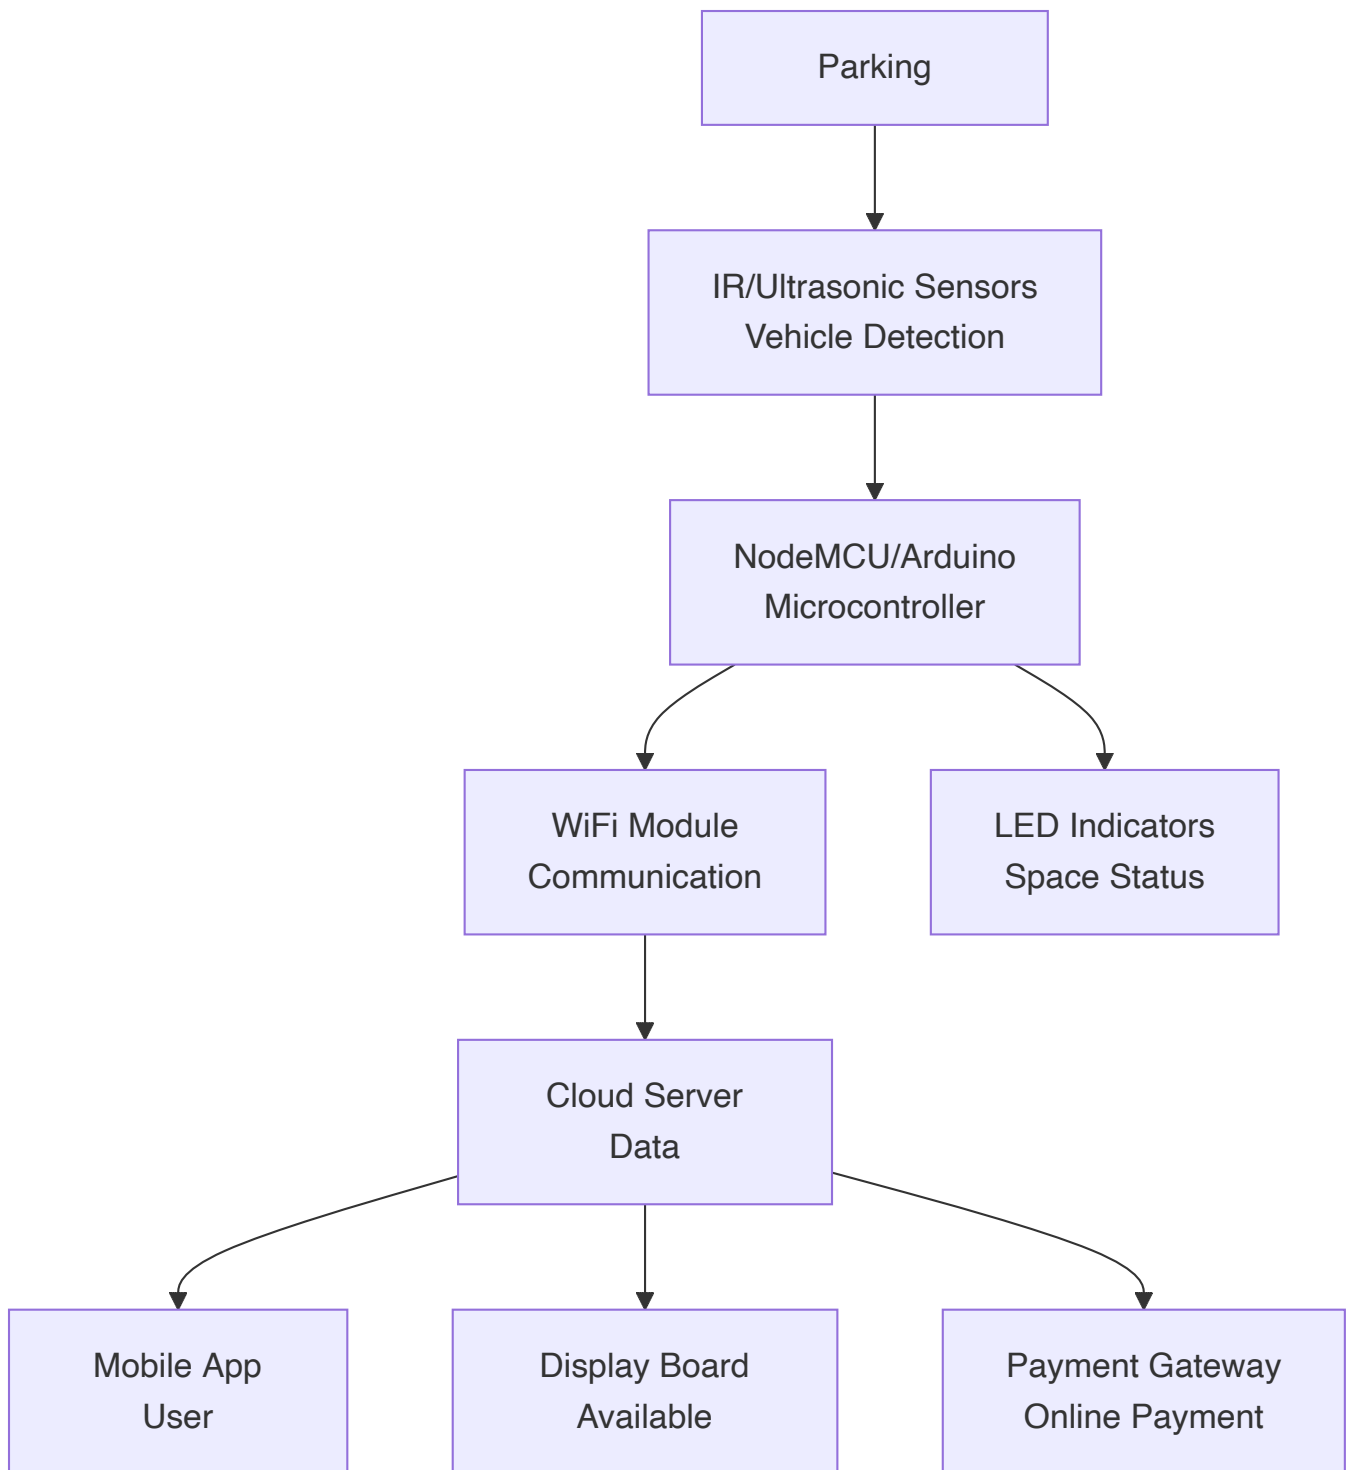 Parking
IR/Ultrasonic Sensors
Vehicle Detection
NodeMCU/Arduino
Microcontroller
WiFi Module
Communication
LED Indicators
Space Status
Cloud Server
Data
Mobile App
User
Display Board
Available
Payment Gateway
Online Payment